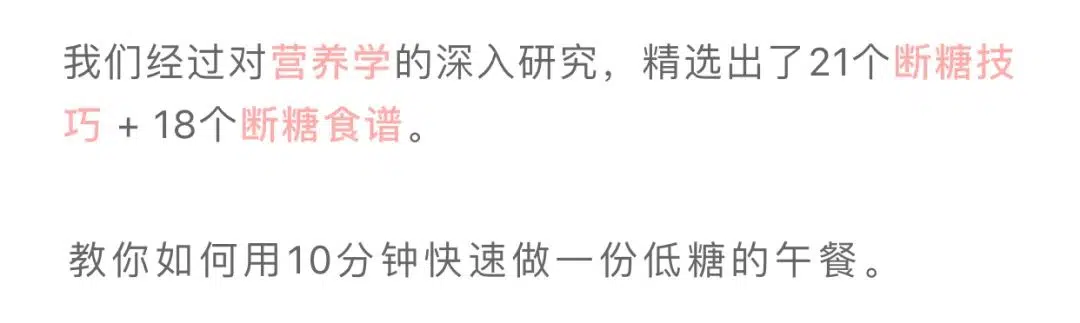 我们经过对营养学的深入研究，精选出了21个断糖技
巧 + 18个断糖食谱。
教你如何用10分钟快速做一份低糖的午餐。